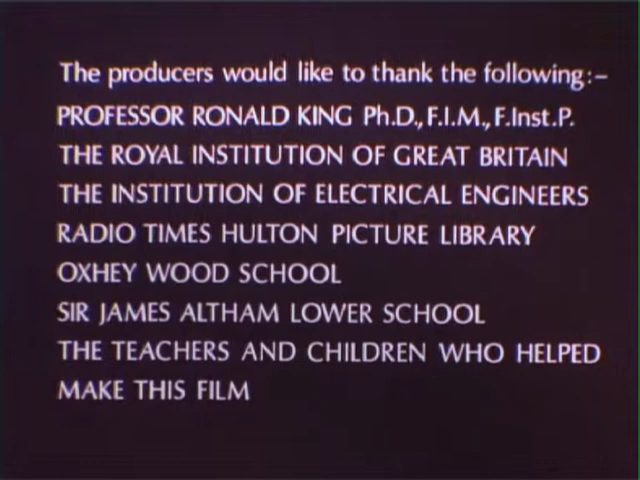 The producers would like to thank the following:–
PROFESSOR RONALD KING Ph.D., F.I.M., F.Inst.P.
THE ROYAL INSTITUTION OF GREAT BRITAIN
THE INSTITUTION OF ELECTRICAL ENGINEERS
RADIO TIMES HULTON PICTURE LIBRARY
OXHEY WOOD SCHOOL
SIR JAMES ALTHAM LOWER SCHOOL
THE TEACHERS AND CHILDREN WHO HELPED
MAKE THIS FILM